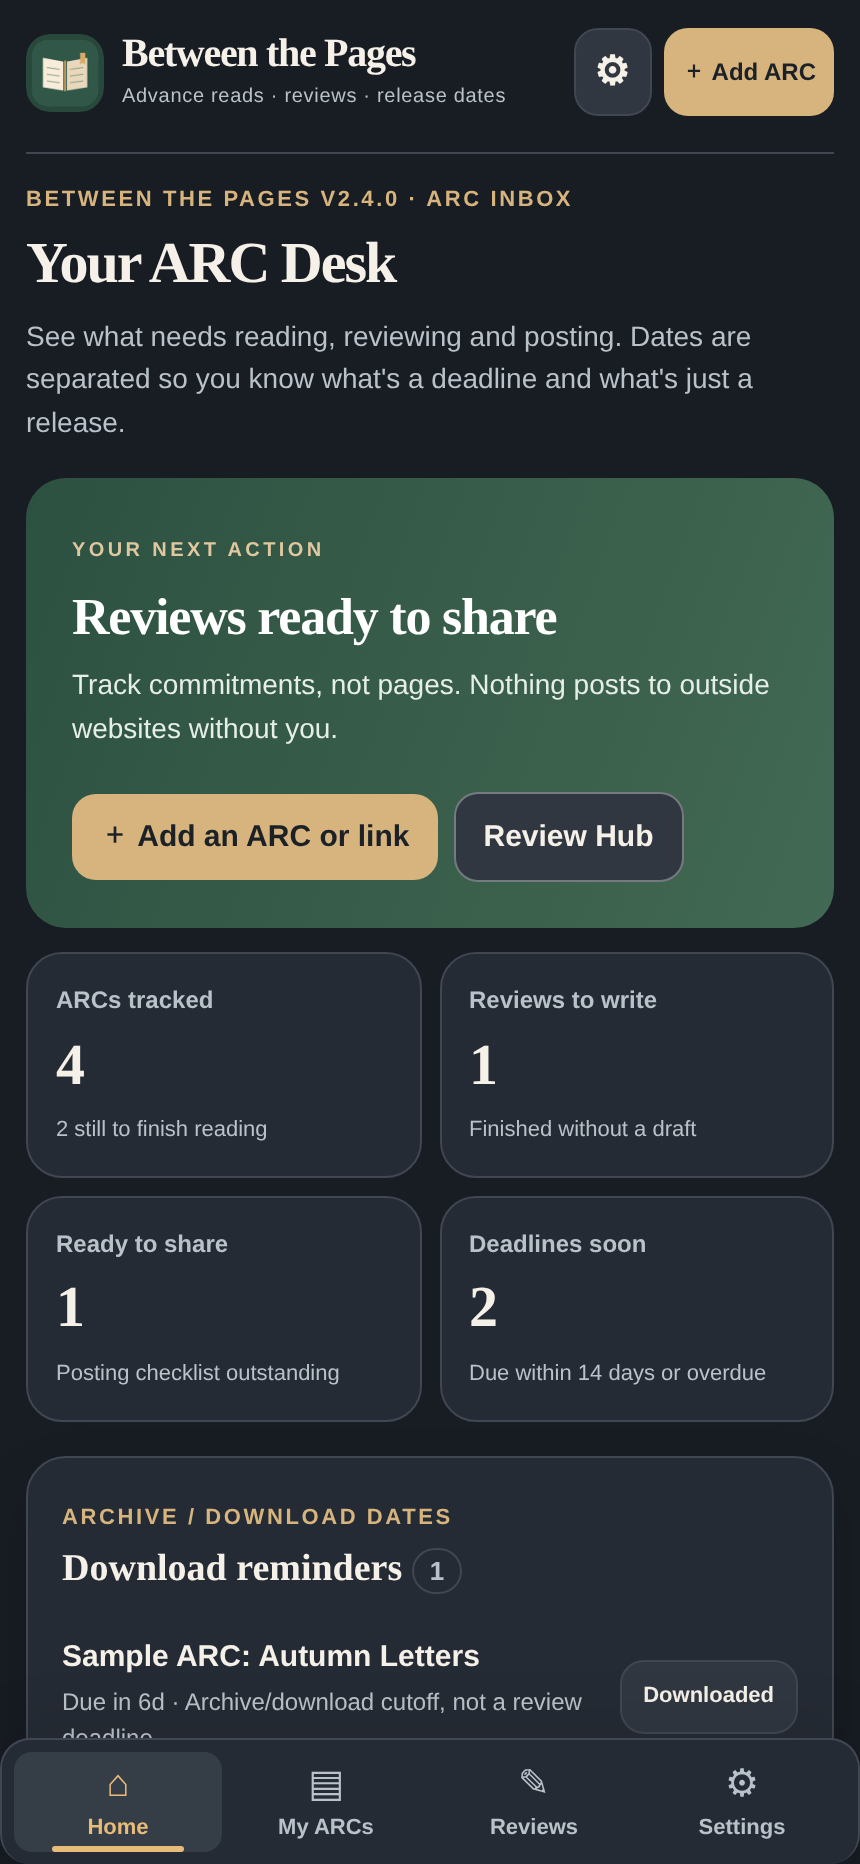 Between the Pages
Advance reads · reviews · release dates
+ Add ARC
BETWEEN THE PAGES V2.4.0 · ARC INBOX
Your ARC Desk
See what needs reading, reviewing and posting. Dates are
separated so you know what's a deadline and what's just a
release.
YOUR NEXT ACTION
Reviews ready to share
Track commitments, not pages. Nothing posts to outside
websites without you.
+ Add an ARC or link
Review Hub
ARCs tracked
4
2 still to finish reading
Reviews to write
1
Finished without a draft
Ready to share
1
Posting checklist outstanding
Deadlines soon
2
Due within 14 days or overdue
ARCHIVE / DOWNLOAD DATES
Download reminders 1
Sample ARC: Autumn Letters
Due in 6d · Archive/download cutoff, not a review
deadline
Downloaded
Home
My ARCs
Reviews
Settings